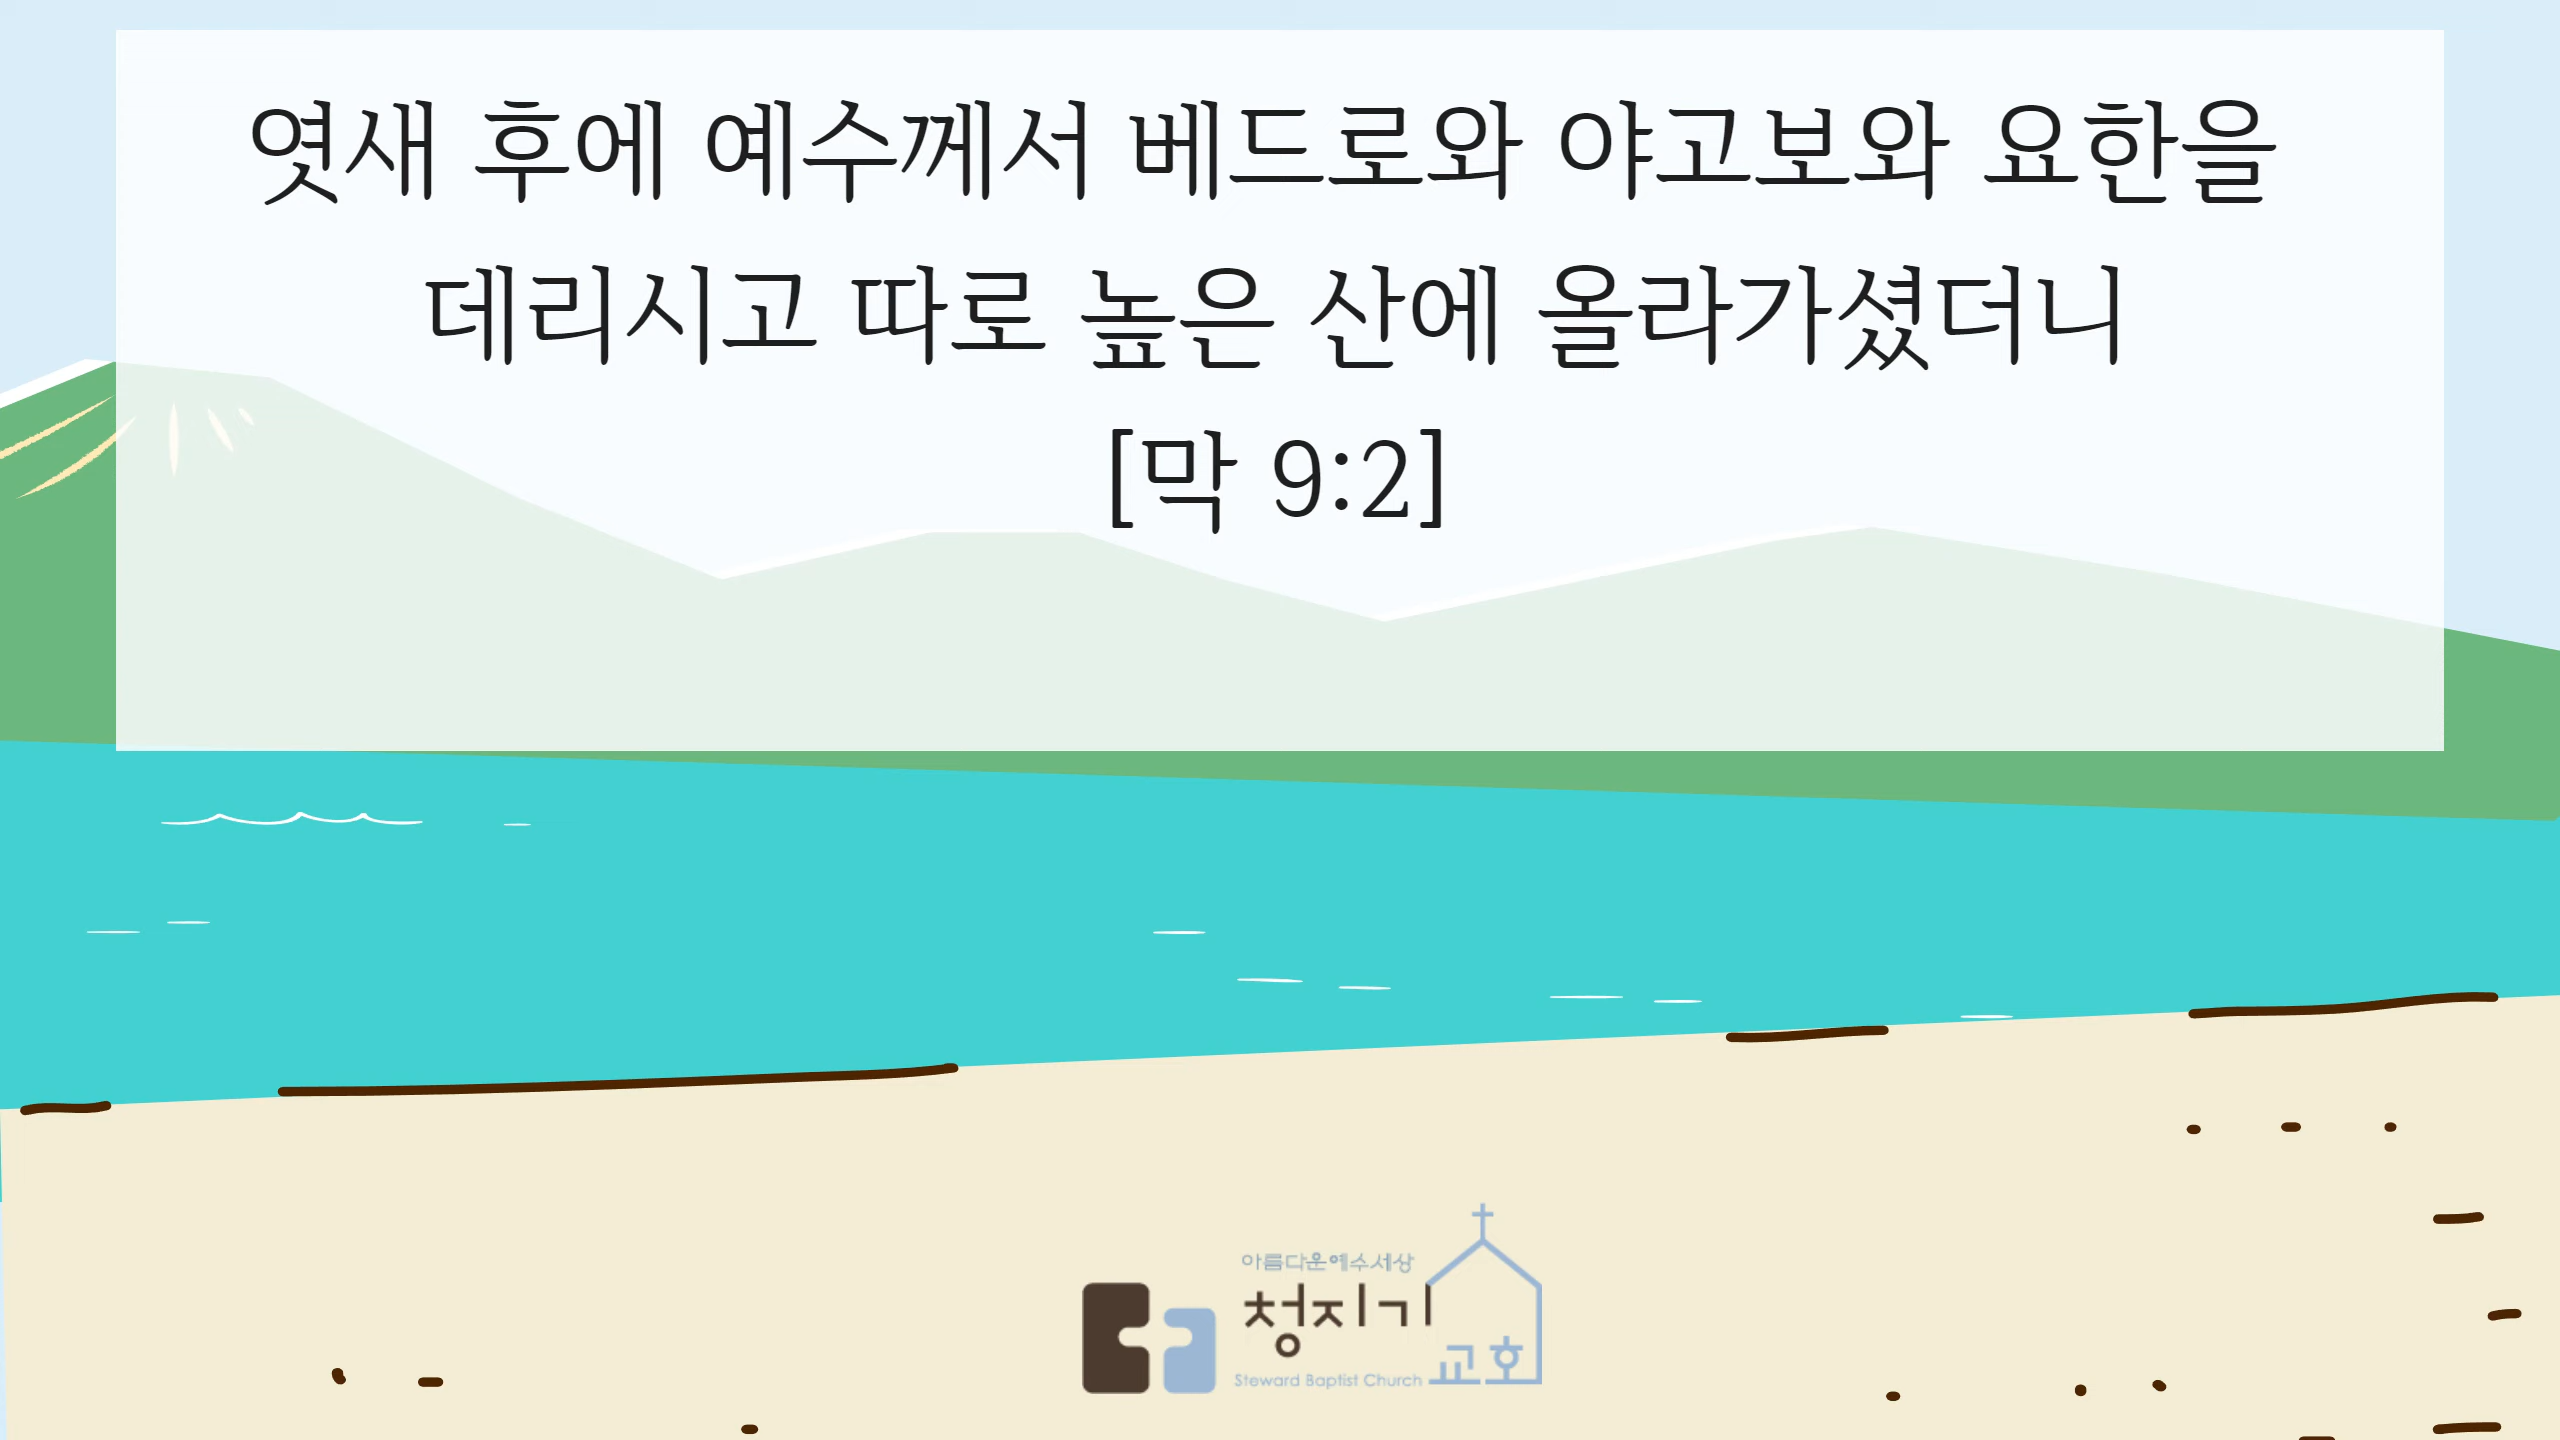 엿새 후에 예수께서 베드로와 야고보와 요한을
데리시고 따로 높은 산에 올라가셨더니
[막 9:2]
아름다운예수세상
청지기
교회
Steward Baptist Church